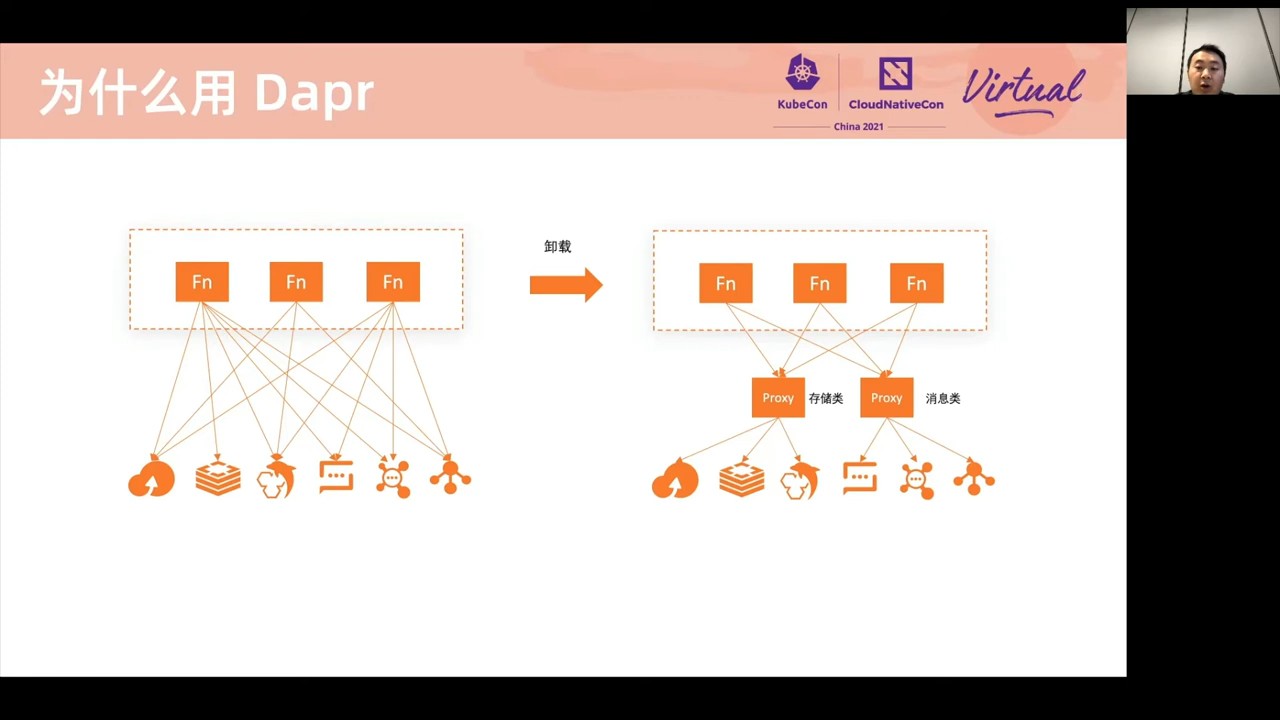 为什么用 Dapr
KubeCon
CloudNativeCon
Virtual
China 2021
Fn
Fn
Fn
卸载
Fn
Fn
Fn
Proxy
存储类
Proxy
消息类